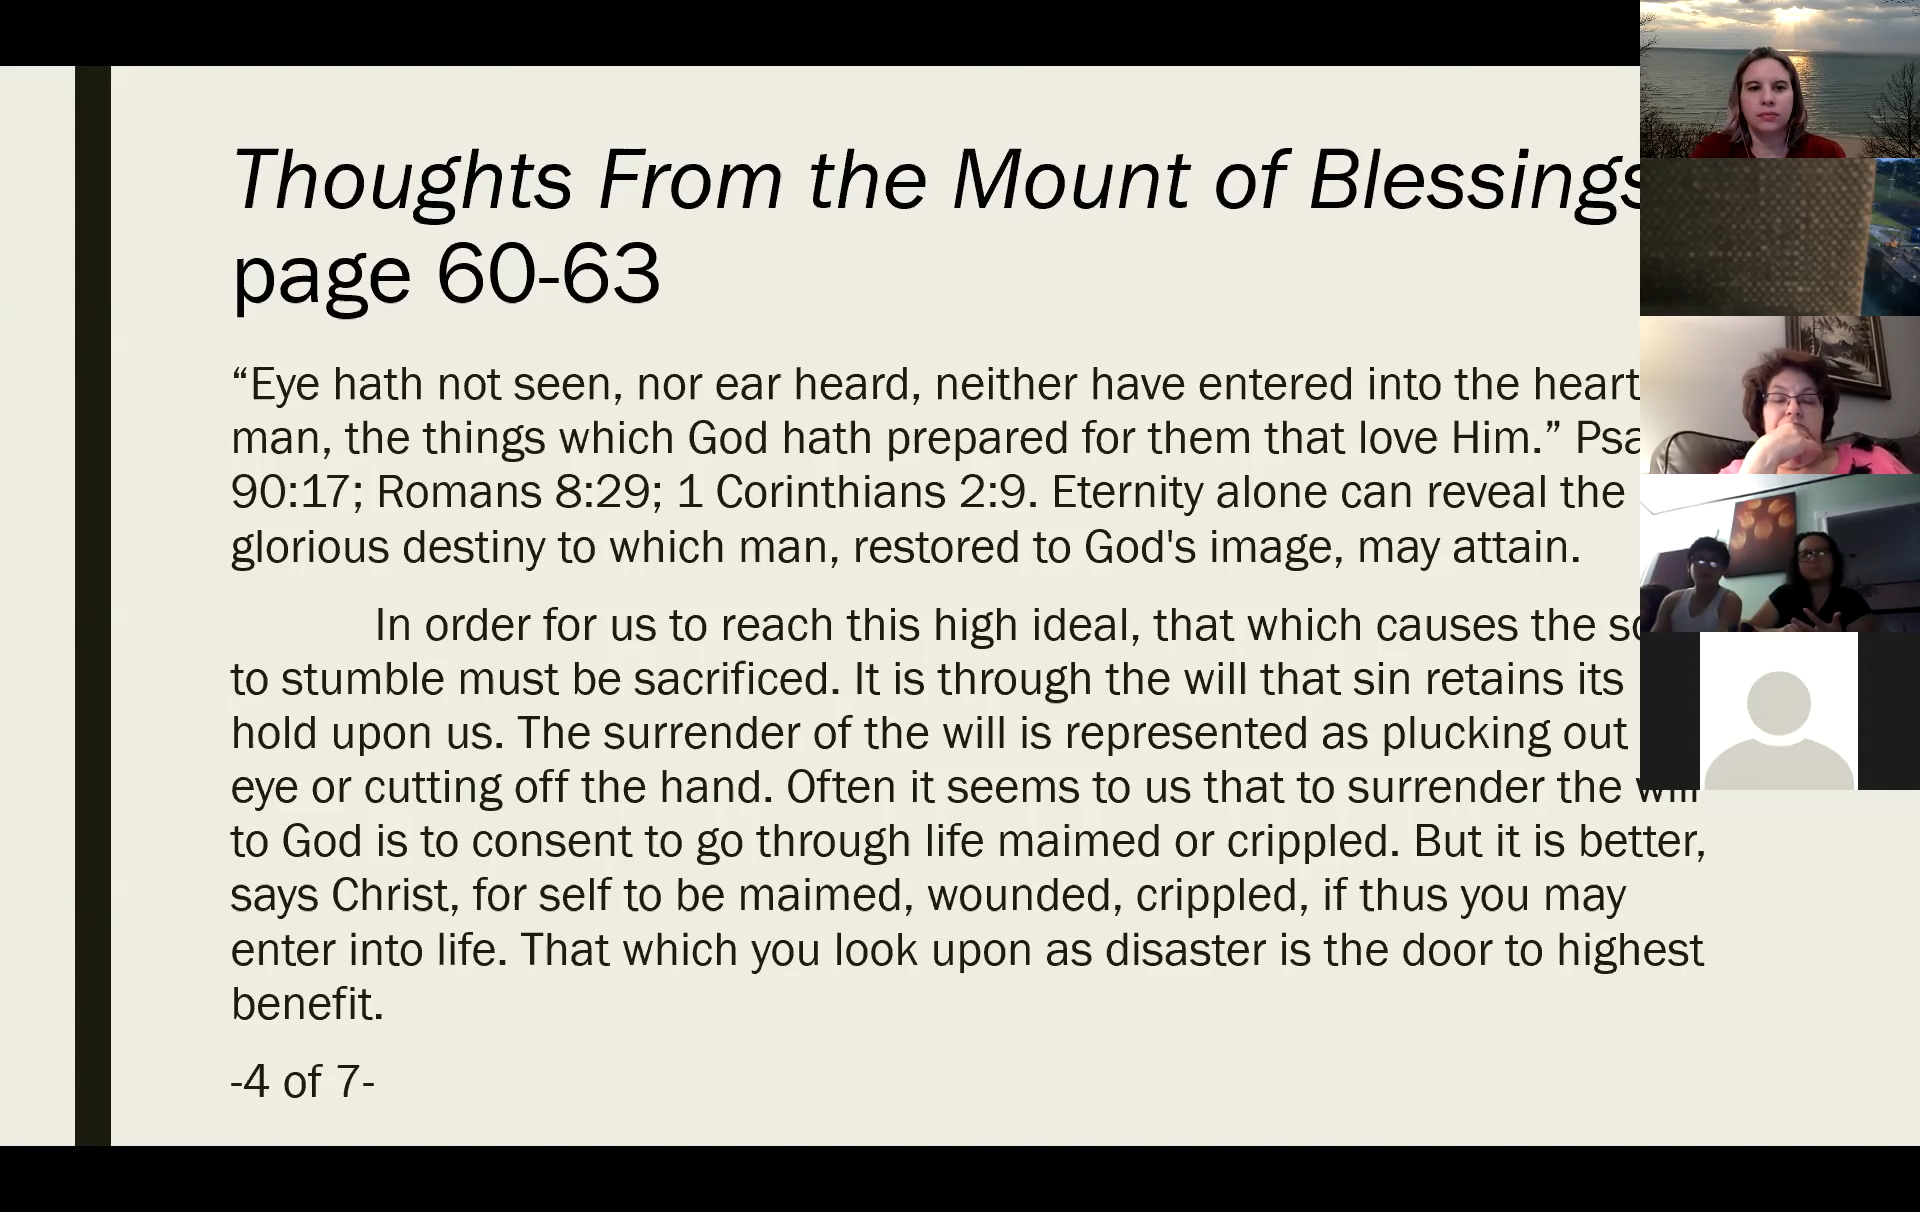 Thoughts From the Mount of Blessings
page 60-63
“Eye hath not seen, nor ear heard, neither have entered into the heart
man, the things which God hath prepared for them that love Him.”
90:17; Romans 8:29; 1 Corinthians 2:9. Eternity alone can reveal the
glorious destiny to which man, restored to God's image, may attain.
In order for us to reach this high ideal, that which causes the
to stumble must be sacrificed. It is through the will that sin retains its
hold upon us. The surrender of the will is represented as plucking out
eye or cutting off the hand. Often it seems to us that to surrender the will
to God is to consent to go through life maimed or crippled. But it is better,
says Christ, for self to be maimed, wounded, crippled, if thus you may
enter into life. That which you look upon as disaster is the door to highest
benefit.
-4 of 7-